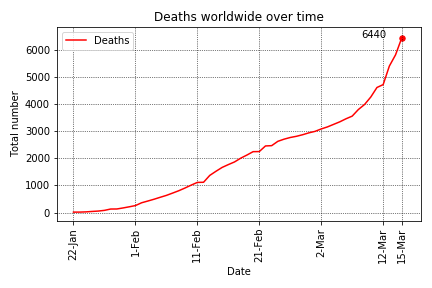 Deaths worldwide over time
Deaths
6440
Total number
6000
5000
4000
3000
2000
1000
0
22-Jan
1-Feb
11-Feb
21-Feb
2-Mar
12-Mar
15-Mar
Date